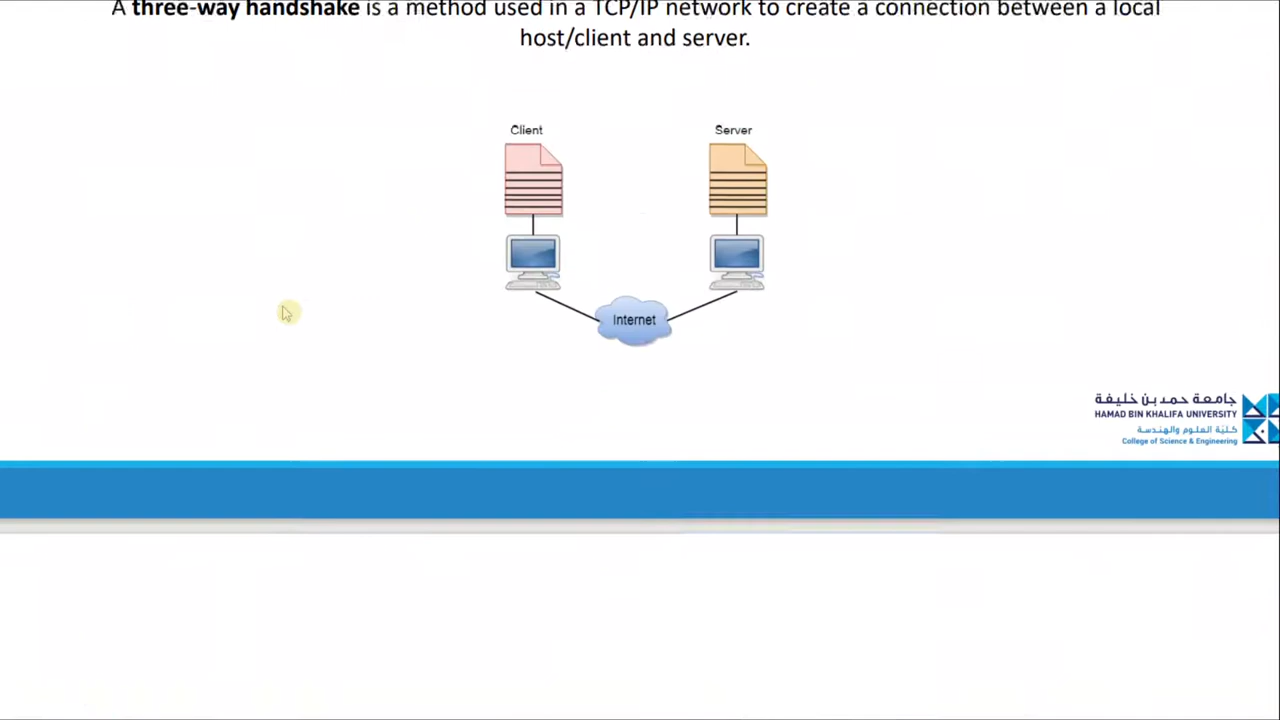 A three-way handshake is a method used in a TCP/IP network to create a connection between a local
host/client and server.
Client
Server
Internet
جامعة حمد بن خليفة
HAMAD BIN KHALIFA UNIVERSITY
كليّة العلوم والهندسة
College of Science & Engineering